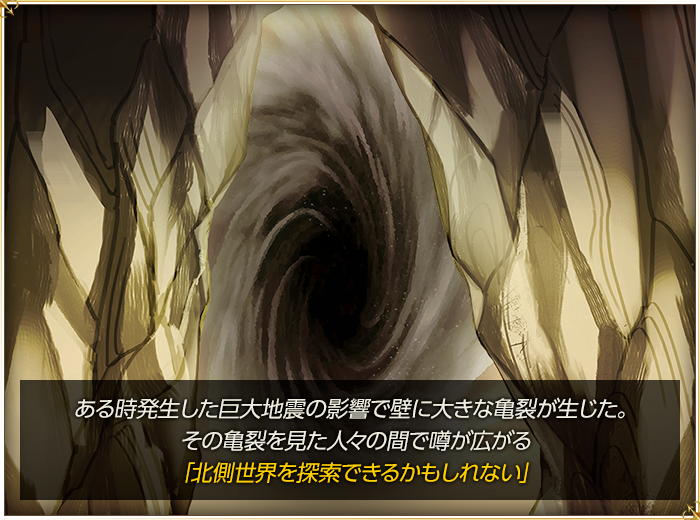 ある時発生した巨大地震の影響で壁に大きな亀裂が生じた。
その亀裂を見た人々の間で噂が広がる
「北側世界を探索できるかもしれない」